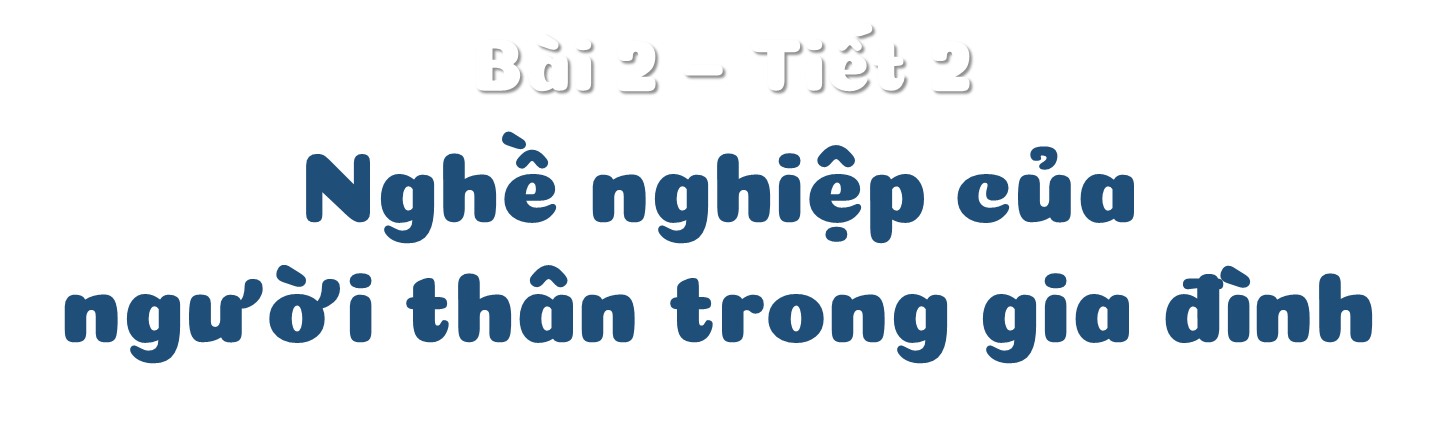 Bài 2 – Tiết 2
Nghề nghiệp của
người thân trong gia đình